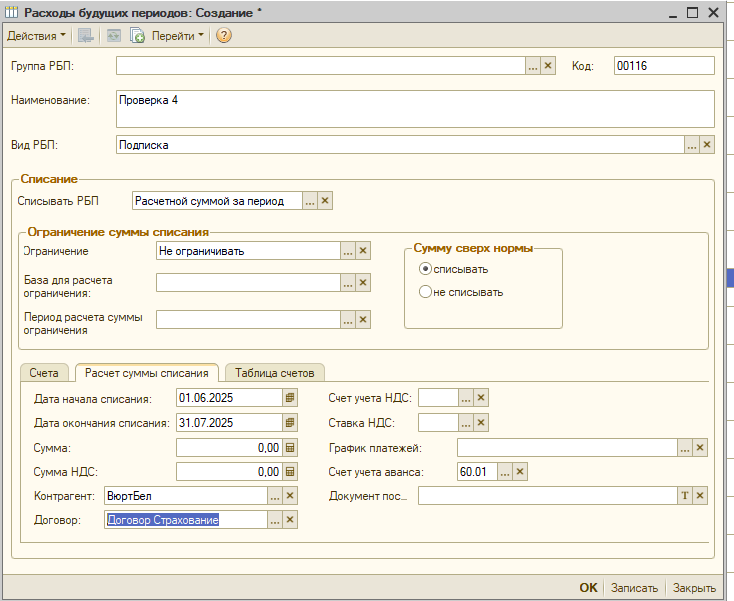 Расходы будущих периодов: Создание *
Действия Перейти ?
Группа РБП: ... × Код: 00116
Наименование: Проверка 4
Вид РБП: Подписка ... ×
Списание
Списывать РБП Расчетной суммой за период ... ×
Ограничение суммы списания
Ограничение Не ограничивать ... ×
База для расчета
ограничения: ... ×
Период расчета суммы
ограничения ... ×
Сумму сверх нормы
списывать
не списывать
Счета Расчет суммы списания Таблица счетов
Дата начала списания: 01.06.2025 Счет учета НДС: ... ×
Дата окончания списания: 31.07.2025 Ставка НДС: ... ×
Сумма: 0,00 График платежей: ... ×
Сумма НДС: 0,00 Счет учета аванса: 60.01 ... ×
Контрагент: ВюртБел ... × Документ пос... T ×
Договор: Договор Страхование ... ×
OK Записать Закрыть